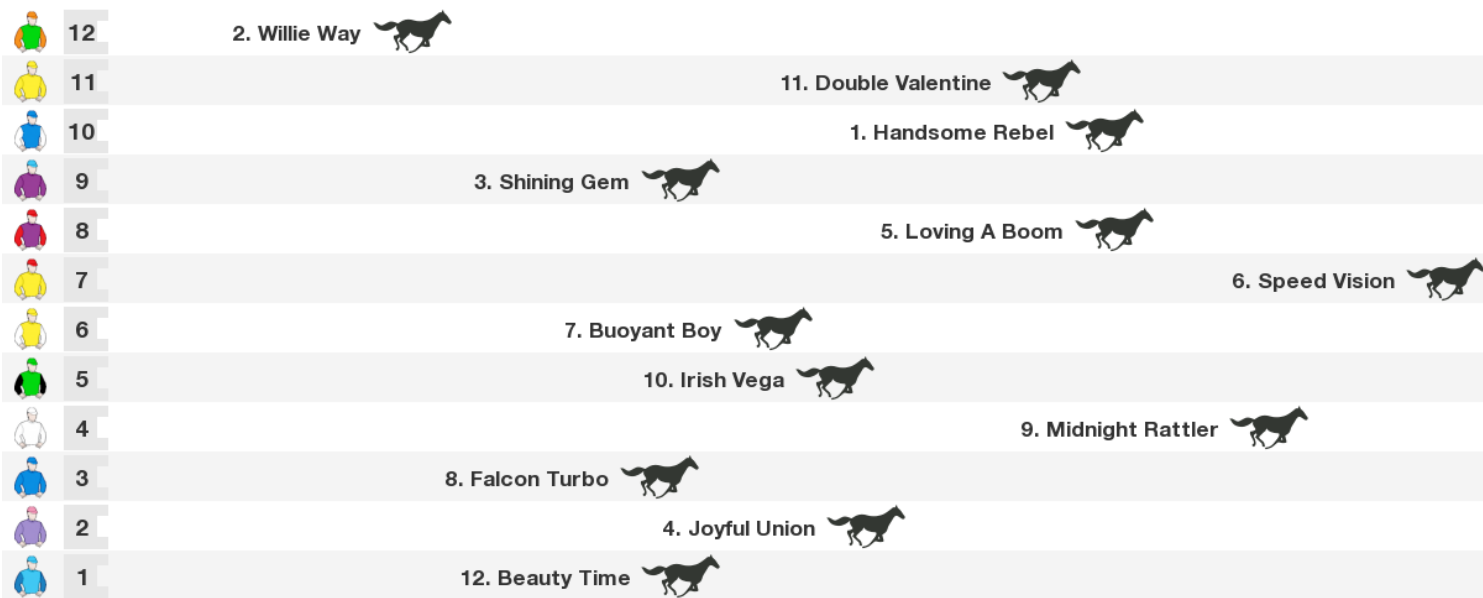 12 2. Willie Way
11 11. Double Valentine
10 1. Handsome Rebel
9 3. Shining Gem
8 5. Loving A Boom
7 6. Speed Vision
6 7. Buoyant Boy
5 10. Irish Vega
4 9. Midnight Rattler
3 8. Falcon Turbo
2 4. Joyful Union
1 12. Beauty Time